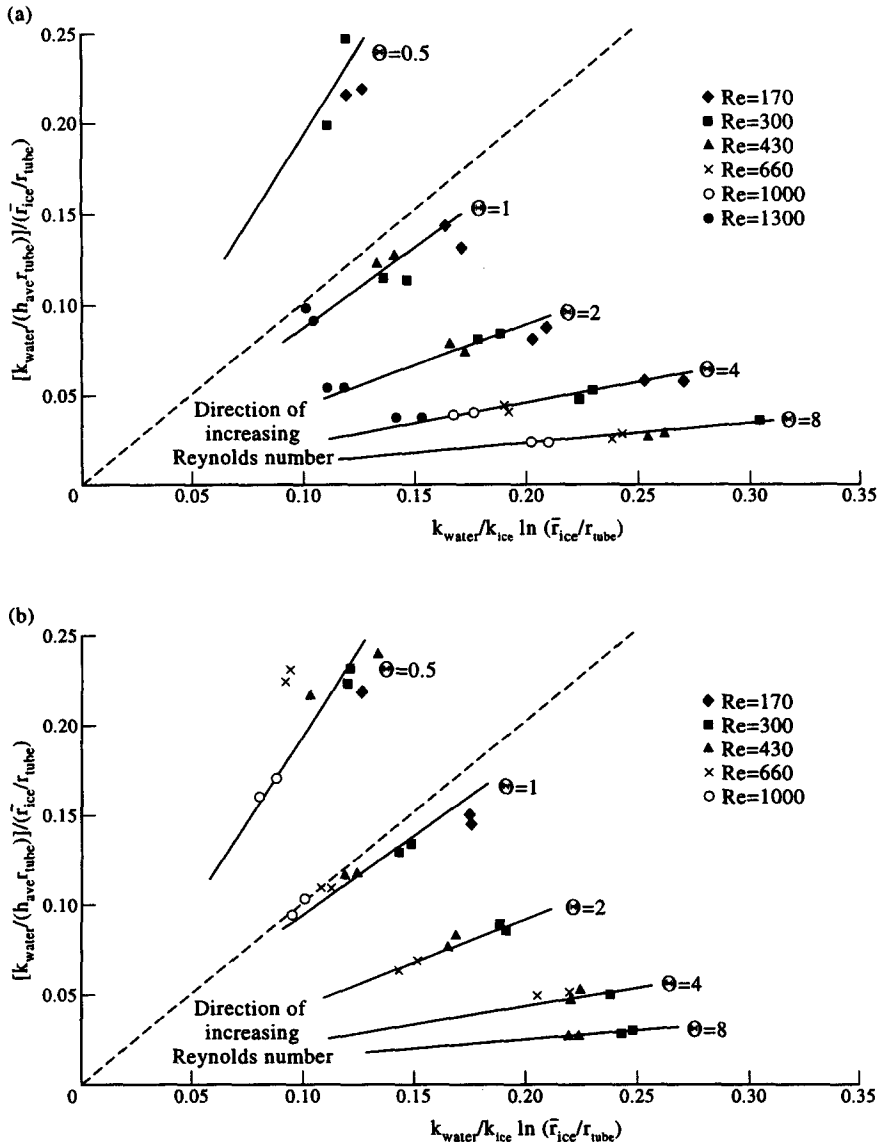 (a)
0.25
0.20
0.15
0.10
0.05
0
[k_water/(h_ave r_tube)]/(r̄_ice/r_tube)
Θ=0.5
Θ=1
Θ=2
Θ=4
Θ=8
Re=170
Re=300
Re=430
Re=660
Re=1000
Re=1300
Direction of
increasing
Reynolds number
0.05
0.10
0.15
0.20
0.25
0.30
0.35
k_water/k_ice ln (r̄_ice/r_tube)
(b)
0.25
0.20
0.15
0.10
0.05
0
[k_water/(h_ave r_tube)]/(r̄_ice/r_tube)
Θ=0.5
Θ=1
Θ=2
Θ=4
Θ=8
Re=170
Re=300
Re=430
Re=660
Re=1000
Direction of
increasing
Reynolds number
0.05
0.10
0.15
0.20
0.25
0.30
0.35
k_water/k_ice ln (r̄_ice/r_tube)